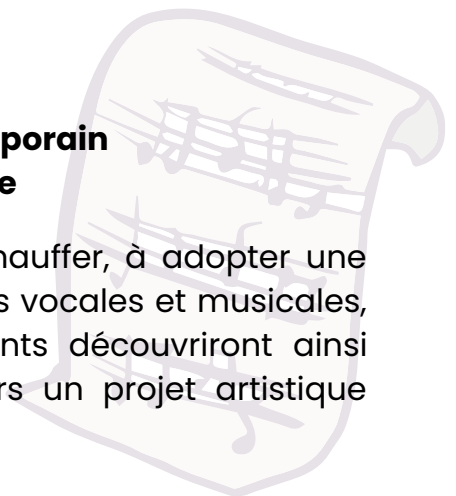 porain
e
hauffer, à adopter une
s vocales et musicales,
nts découvriront ainsi
rs un projet artistique